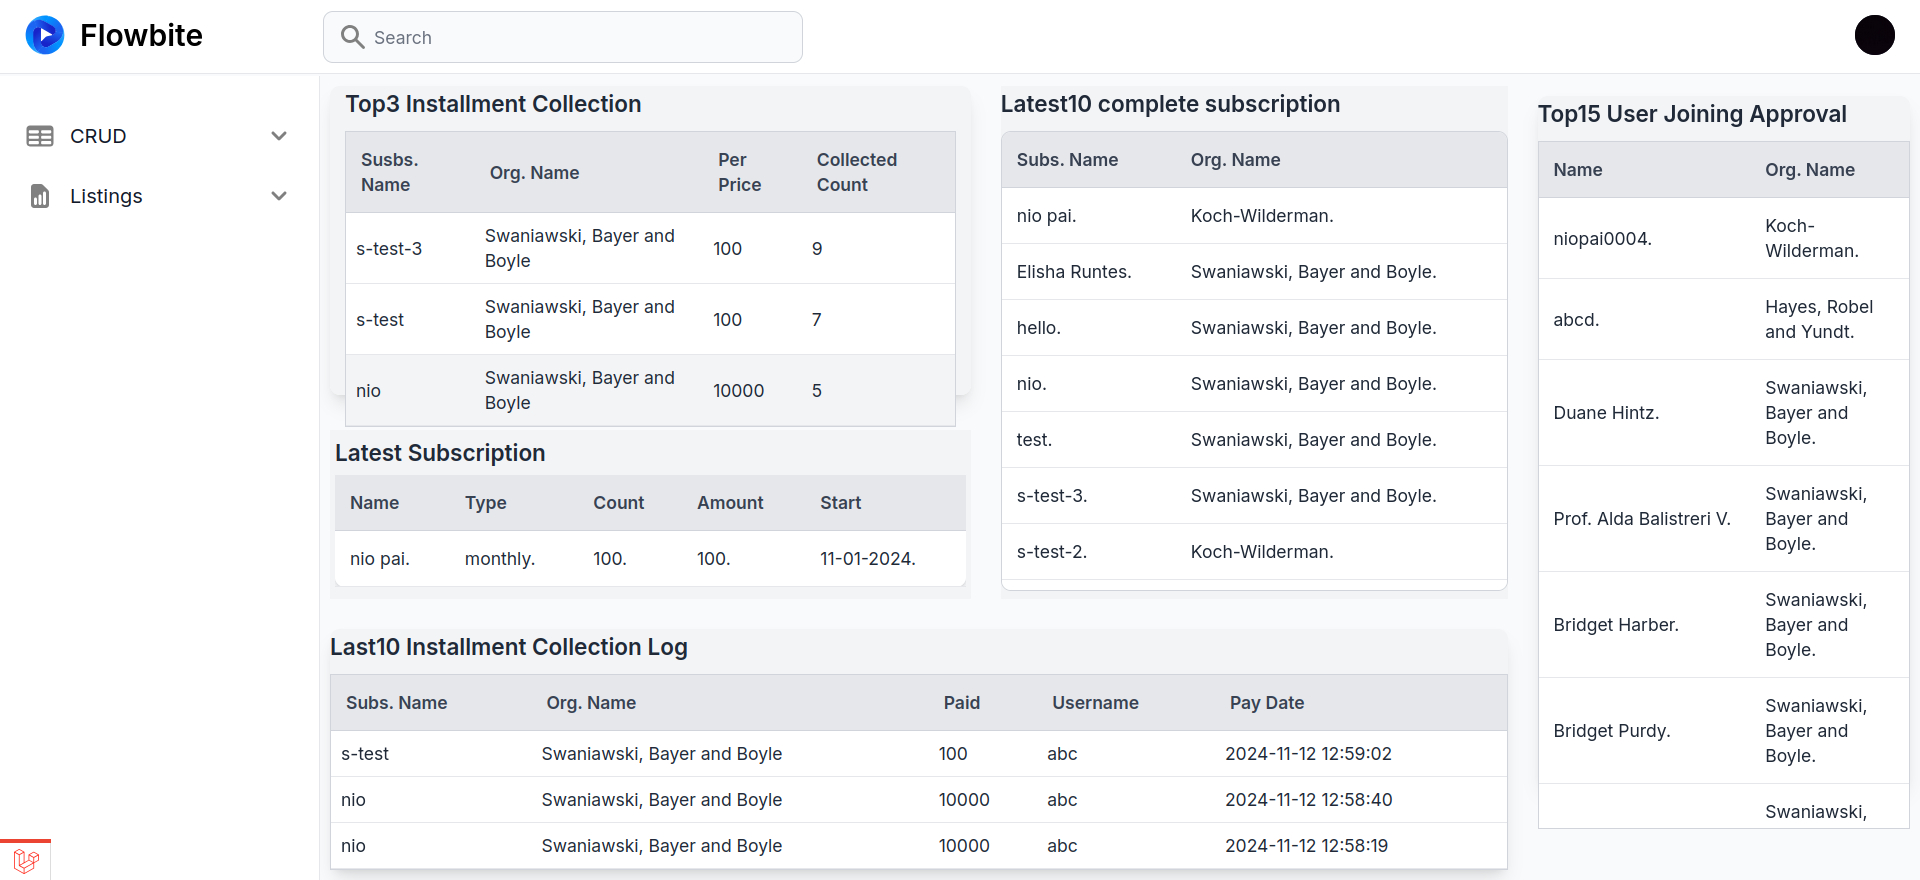 Flowbite
Search
CRUD
Listings
Top3 Installment Collection
Susbs. Name Org. Name Per Price Collected Count
s-test-3 Swaniawski, Bayer and Boyle 100 9
s-test Swaniawski, Bayer and Boyle 100 7
nio Swaniawski, Bayer and Boyle 10000 5
Latest Subscription
Name Type Count Amount Start
nio pai. monthly. 100. 100. 11-01-2024.
Latest10 complete subscription
Subs. Name Org. Name
nio pai. Koch-Wilderman.
Elisha Runtes. Swaniawski, Bayer and Boyle.
hello. Swaniawski, Bayer and Boyle.
nio. Swaniawski, Bayer and Boyle.
test. Swaniawski, Bayer and Boyle.
s-test-3. Swaniawski, Bayer and Boyle.
s-test-2. Koch-Wilderman.
Last10 Installment Collection Log
Subs. Name Org. Name Paid Username Pay Date
s-test Swaniawski, Bayer and Boyle 100 abc 2024-11-12 12:59:02
nio Swaniawski, Bayer and Boyle 10000 abc 2024-11-12 12:58:40
nio Swaniawski, Bayer and Boyle 10000 abc 2024-11-12 12:58:19
Top15 User Joining Approval
Name Org. Name
niopai0004. Koch-Wilderman.
abcd. Hayes, Robel and Yundt.
Duane Hintz. Swaniawski, Bayer and Boyle.
Prof. Alda Balistreri V. Swaniawski, Bayer and Boyle.
Bridget Harber. Swaniawski, Bayer and Boyle.
Bridget Purdy. Swaniawski, Bayer and Boyle.
Swaniawski,